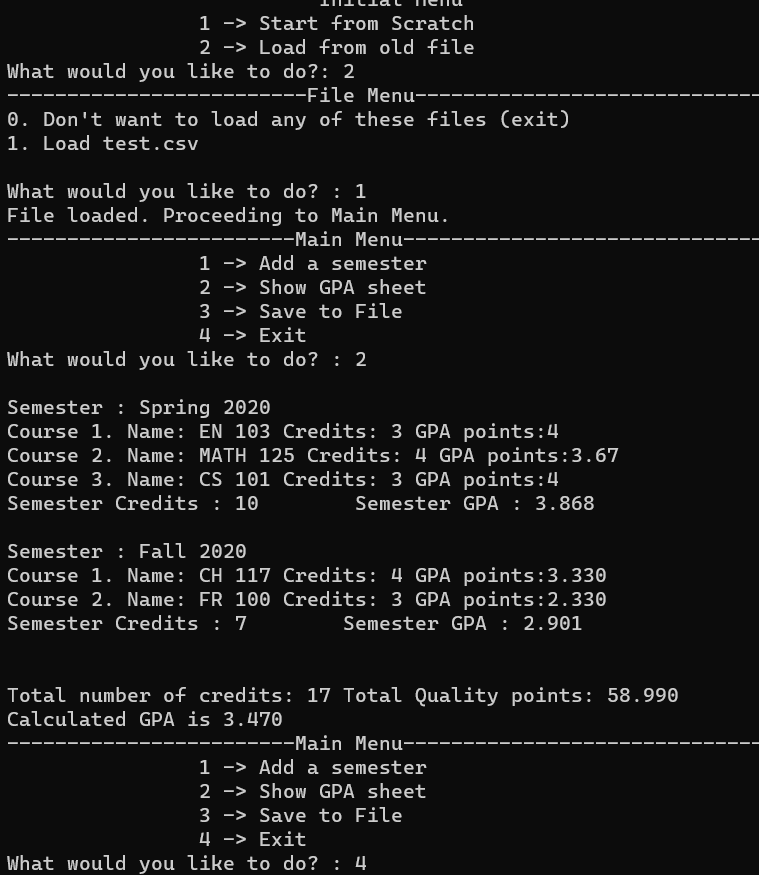 Initial Menu
1 -> Start from Scratch
2 -> Load from old file
What would you like to do?: 2
-------------------------File Menu-----------------------------
0. Don't want to load any of these files (exit)
1. Load test.csv
What would you like to do? : 1
File loaded. Proceeding to Main Menu.
------------------------Main Menu------------------------------
1 -> Add a semester
2 -> Show GPA sheet
3 -> Save to File
4 -> Exit
What would you like to do? : 2
Semester : Spring 2020
Course 1. Name: EN 103 Credits: 3 GPA points:4
Course 2. Name: MATH 125 Credits: 4 GPA points:3.67
Course 3. Name: CS 101 Credits: 3 GPA points:4
Semester Credits : 10        Semester GPA : 3.868
Semester : Fall 2020
Course 1. Name: CH 117 Credits: 4 GPA points:3.330
Course 2. Name: FR 100 Credits: 3 GPA points:2.330
Semester Credits : 7        Semester GPA : 2.901
Total number of credits: 17 Total Quality points: 58.990
Calculated GPA is 3.470
------------------------Main Menu------------------------------
1 -> Add a semester
2 -> Show GPA sheet
3 -> Save to File
4 -> Exit
What would you like to do? : 4